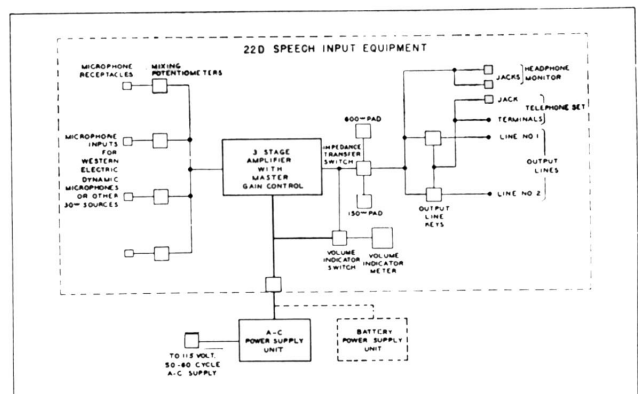 22D SPEECH INPUT EQUIPMENT
MICROPHONE
RECEPTACLES
MIXING
POTENTIOMETERS
MICROPHONE
INPUTS
FOR
WESTERN
ELECTRIC
DYNAMIC
MICROPHONES
OR OTHER
30~ SOURCES
3 STAGE
AMPLIFIER
WITH
MASTER
GAIN CONTROL
600~PAD
IMPEDANCE
TRANSFER
SWITCH
150~PAD
VOLUME
INDICATOR
SWITCH
VOLUME
INDICATOR
METER
OUTPUT
LINE
KEYS
JACKS
HEADPHONE
MONITOR
JACK
TERMINALS
TELEPHONE SET
LINE NO 1
OUTPUT
LINES
LINE NO 2
A-C
POWER SUPPLY
UNIT
BATTERY
POWER SUPPLY
UNIT
TO 115 VOLT,
50-60 CYCLE
A-C SUPPLY